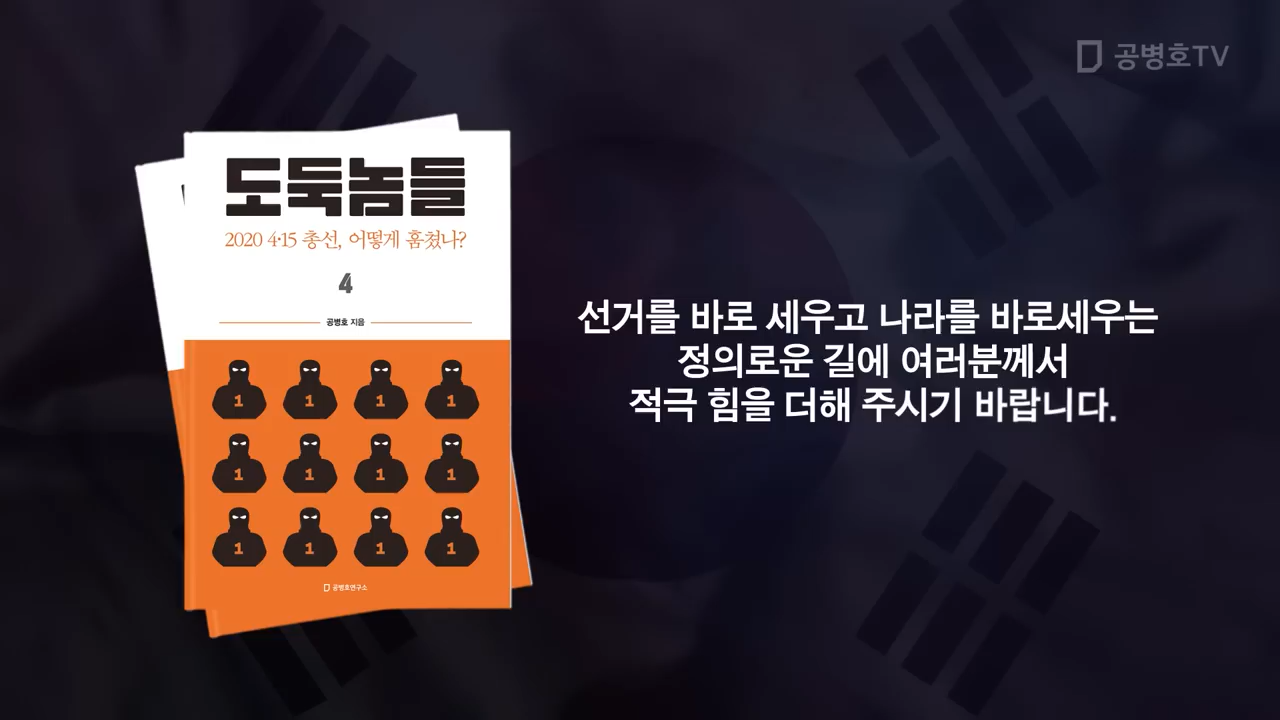 공병호TV
도둑놈들
2020 4·15 총선, 어떻게 훔쳤나?
4
공병호 지음
1 1 1 1
1 1 1 1
1 1 1 1
공병호연구소
선거를 바로 세우고 나라를 바로세우는
정의로운 길에 여러분께서
적극 힘을 더해 주시기 바랍니다.